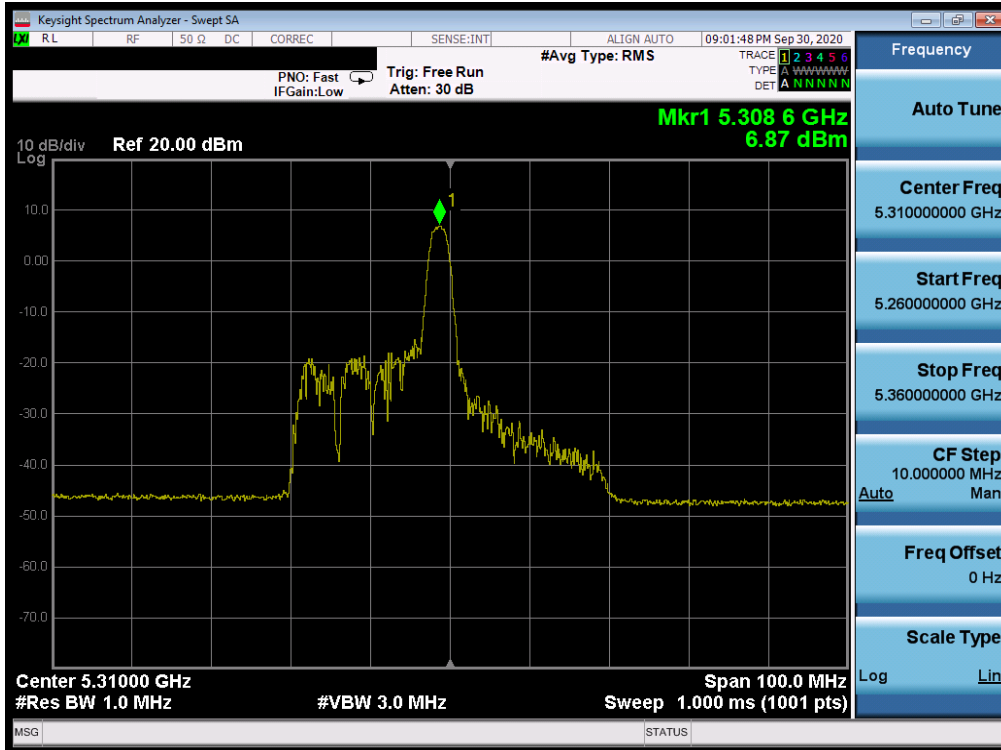 Keysight Spectrum Analyzer - Swept SA
LXI RL RF 50 Ω DC CORREC SENSE:INT ALIGN AUTO 09:01:48 PM Sep 30, 2020
#Avg Type: RMS
PNO: Fast
IFGain:Low
Trig: Free Run
Atten: 30 dB
TRACE 1 2 3 4 5 6
TYPE A WWWWW
DET A N N N N N
Mkr1 5.308 6 GHz
6.87 dBm
10 dB/div Ref 20.00 dBm
Log
1
10.0
0.00
-10.0
-20.0
-30.0
-40.0
-50.0
-60.0
-70.0
Center 5.31000 GHz Span 100.0 MHz
#Res BW 1.0 MHz #VBW 3.0 MHz Sweep 1.000 ms (1001 pts)
MSG STATUS
Frequency
Auto Tune
Center Freq
5.310000000 GHz
Start Freq
5.260000000 GHz
Stop Freq
5.360000000 GHz
CF Step
10.000000 MHz
Auto Man
Freq Offset
0 Hz
Scale Type
Log Lin